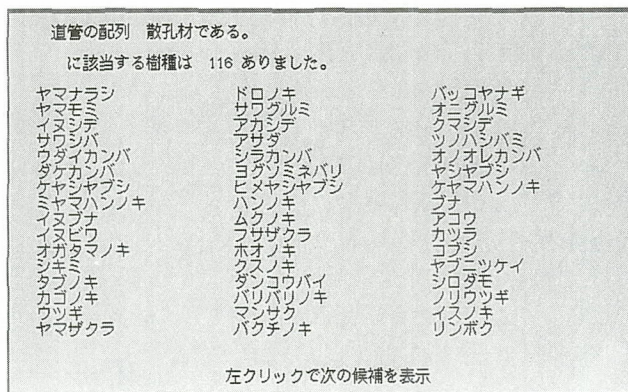 道管の配列 散孔材である。
に該当する樹種は 116 ありました。
ヤマナラシ ドロノキ バッコヤナギ
ヤマモミ サワグルミ オニグルミ
イヌシデ アカシデ クマシデ
サワシバ アサダ ツノハシバミ
ウダイカンバ シラカンバ オノオレカンバ
ダケカンバ ヨグソミネバリ ヤシヤブシ
ケヤシヤブシ ヒメヤシヤブシ ケヤマハンノキ
ミヤマハンノキ ハンノキ ブナ
イヌブナ ムクノキ アコウ
イヌビワ フサザクラ カツラ
オガタマノキ ホオノキ コブシ
シキミ クスノキ ヤブニッケイ
タブノキ ダンコウバイ シロダモ
カゴノキ バリバリノキ ノリウツギ
ウツギ マンサク イスノキ
ヤマザクラ バクチノキ リンボク
左クリックで次の候補を表示